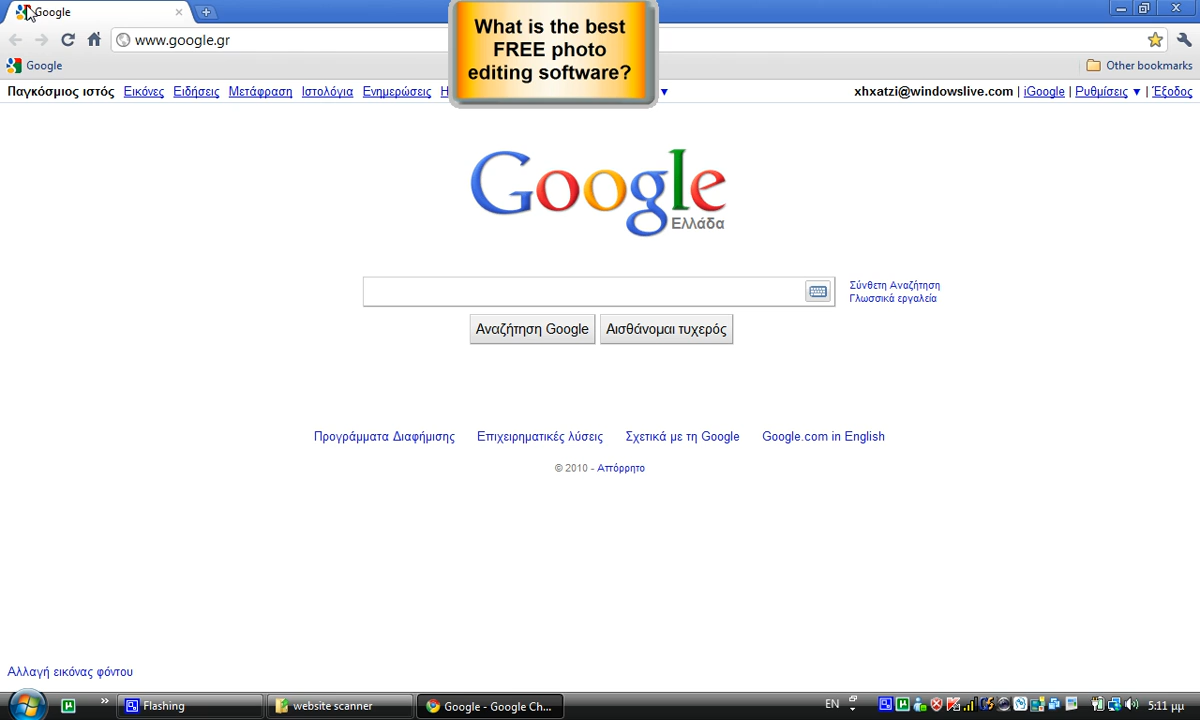 Google
www.google.gr
Google
Other bookmarks
What is the best
FREE photo
editing software?
Παγκόσμιος ιστός Εικόνες Ειδήσεις Μετάφραση Ιστολόγια Ενημερώσεις
xhxatzi@windowslive.com | iGoogle | Ρυθμίσεις ▼ | Έξοδος
Google
Ελλάδα
Σύνθετη Αναζήτηση
Γλωσσικά εργαλεία
Αναζήτηση Google Αισθάνομαι τυχερός
Προγράμματα Διαφήμισης Επιχειρηματικές λύσεις Σχετικά με τη Google Google.com in English
© 2010 - Απόρρητο
Αλλαγή εικόνας φόντου
Flashing website scanner Google - Google Ch... EN 5:11 μμ